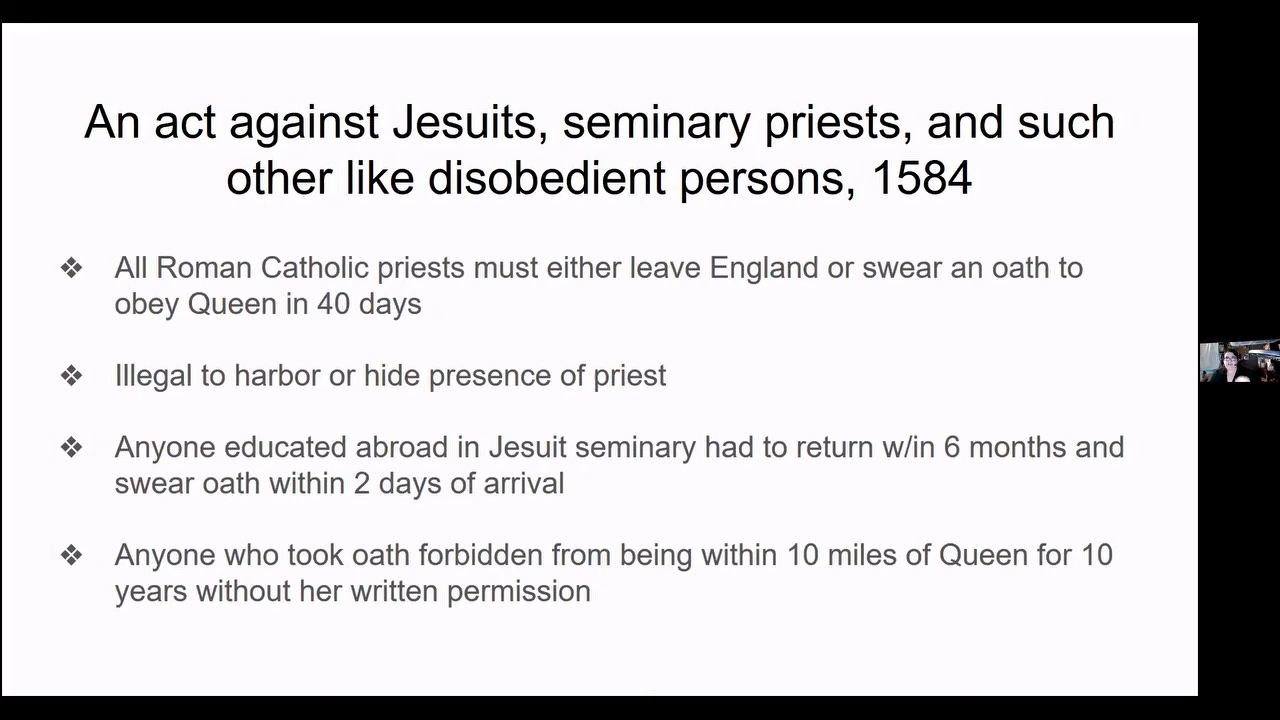 An act against Jesuits, seminary priests, and such
other like disobedient persons, 1584
❖ All Roman Catholic priests must either leave England or swear an oath to
obey Queen in 40 days
❖ Illegal to harbor or hide presence of priest
❖ Anyone educated abroad in Jesuit seminary had to return w/in 6 months and
swear oath within 2 days of arrival
❖ Anyone who took oath forbidden from being within 10 miles of Queen for 10
years without her written permission